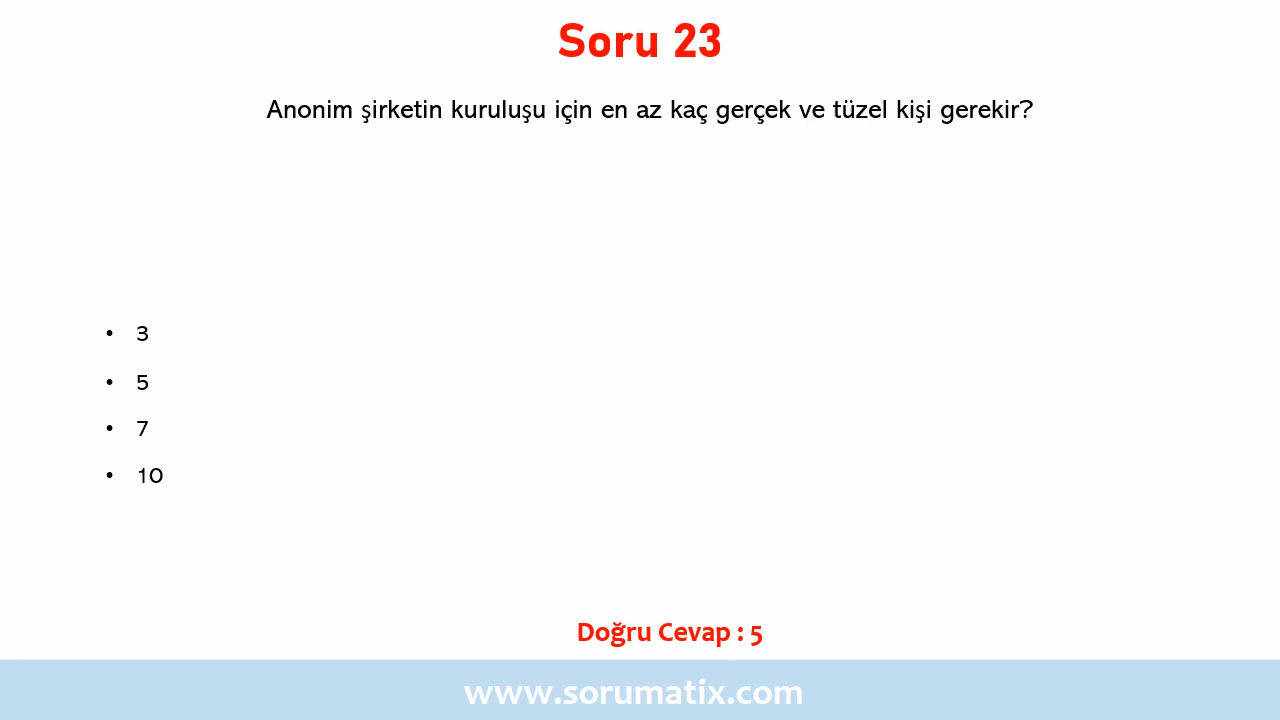 Soru 23
Anonim şirketin kuruluşu için en az kaç gerçek ve tüzel kişi gerekir?
• 3
• 5
• 7
• 10
Doğru Cevap : 5
www.sorumatix.com